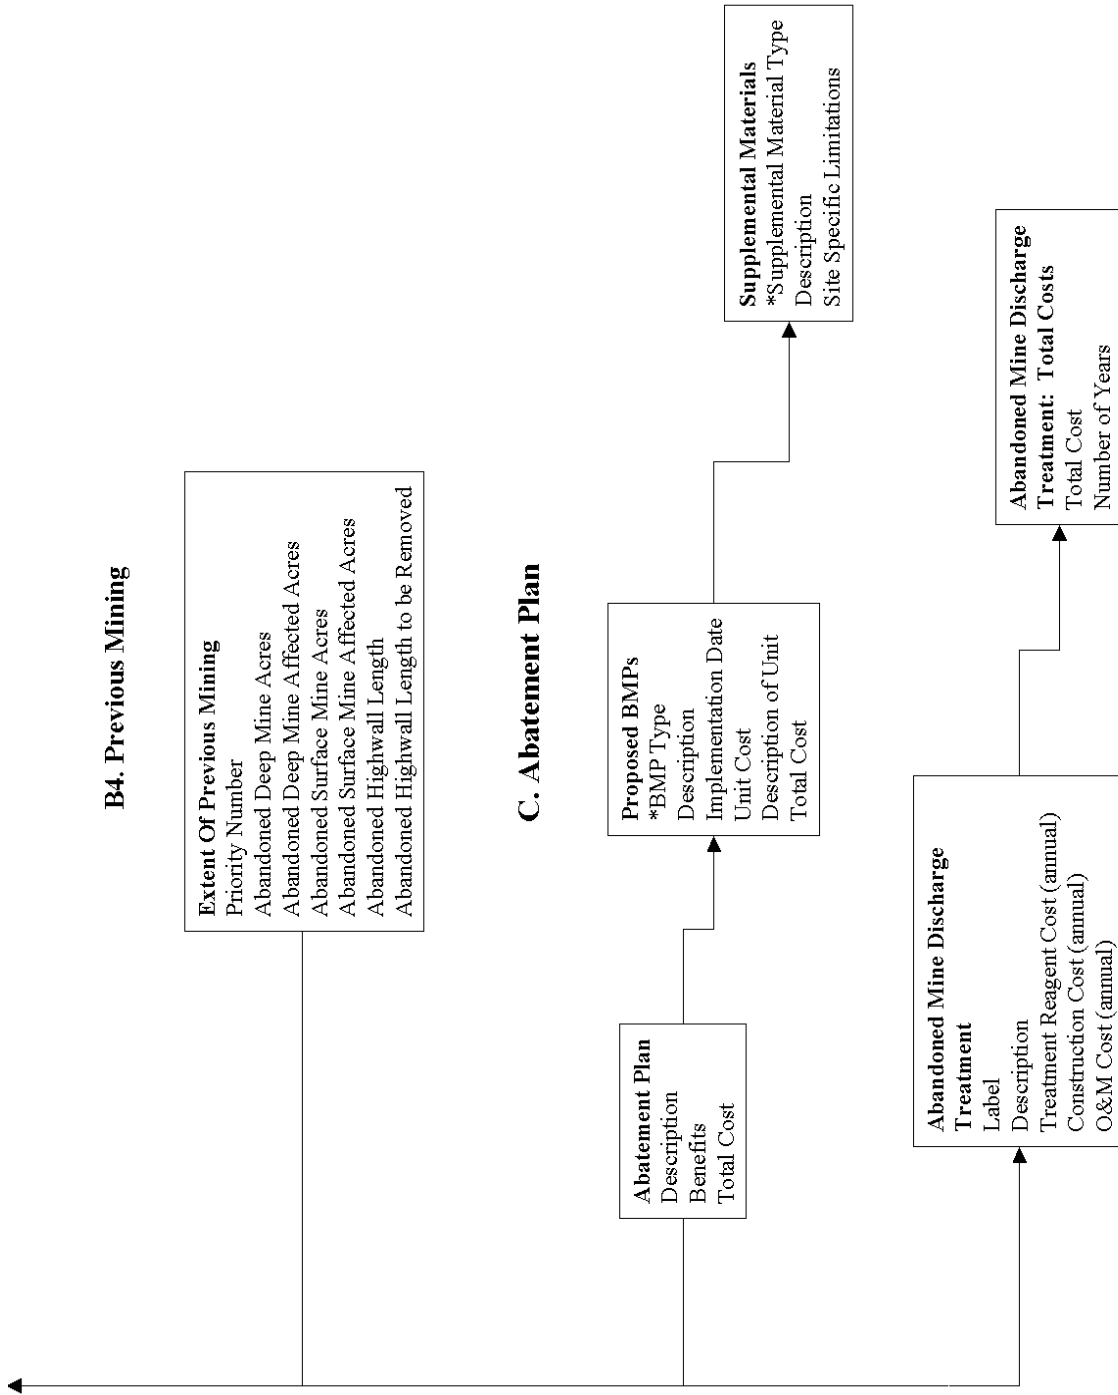 B4. Previous Mining
Extent Of Previous Mining
Priority Number
Abandoned Deep Mine Acres
Abandoned Deep Mine Affected Acres
Abandoned Surface Mine Acres
Abandoned Surface Mine Affected Acres
Abandoned Highwall Length
Abandoned Highwall Length to be Removed
C. Abatement Plan
Abatement Plan
Description
Benefits
Total Cost
Proposed BMPs
*BMP Type
Description
Implementation Date
Unit Cost
Description of Unit
Total Cost
Supplemental Materials
*Supplemental Material Type
Description
Site Specific Limitations
Abandoned Mine Discharge
Treatment
Label
Description
Treatment Reagent Cost (annual)
Construction Cost (annual)
O&M Cost (annual)
Abandoned Mine Discharge
Treatment: Total Costs
Total Cost
Number of Years